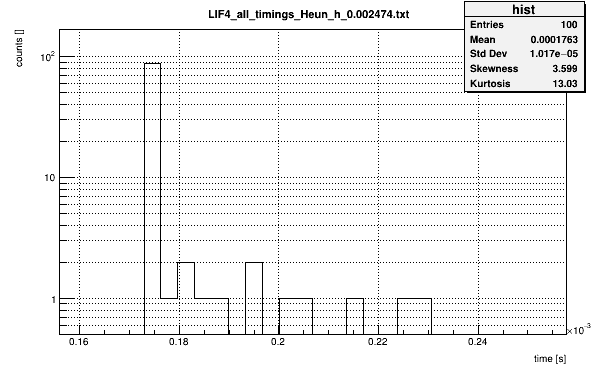 LIF4_all_timings_Heun_h_0.002474.txt
hist
Entries 100
Mean 0.0001763
Std Dev 1.017e−05
Skewness 3.599
Kurtosis 13.03
counts []
10²
10
1
0.16 0.18 0.2 0.22 0.24
×10⁻³
time [s]